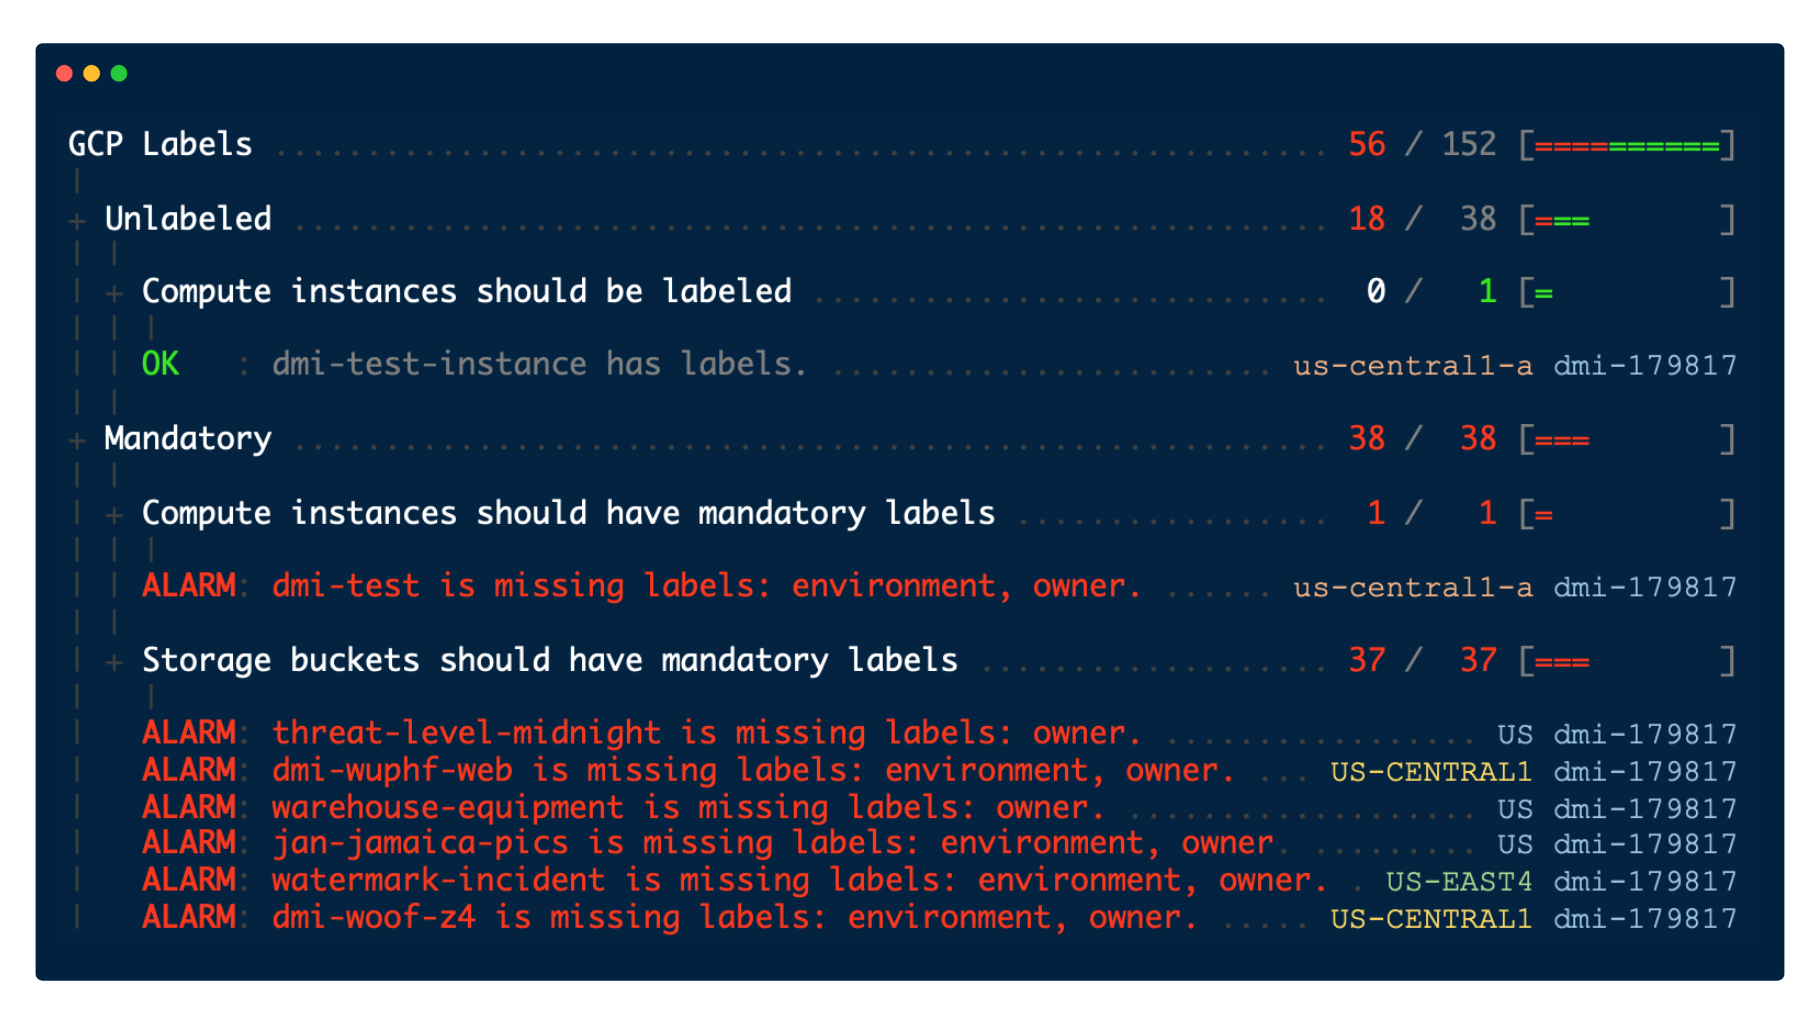 GCP Labels ........................................................ 56 / 152 [==========]
|
+ Unlabeled ....................................................... 18 / 38 [===       ]
| |
| + Compute instances should be labeled ............................ 0 / 1 [=         ]
| | |
| | OK   : dmi-test-instance has labels. ........................ us-central1-a dmi-179817
| |
+ Mandatory ....................................................... 38 / 38 [===       ]
| |
| + Compute instances should have mandatory labels ................. 1 / 1 [=         ]
| | |
| | ALARM: dmi-test is missing labels: environment, owner. ...... us-central1-a dmi-179817
| |
| + Storage buckets should have mandatory labels ................... 37 / 37 [===       ]
|   |
|   ALARM: threat-level-midnight is missing labels: owner. ................. US dmi-179817
|   ALARM: dmi-wuphf-web is missing labels: environment, owner. ... US-CENTRAL1 dmi-179817
|   ALARM: warehouse-equipment is missing labels: owner. ................... US dmi-179817
|   ALARM: jan-jamaica-pics is missing labels: environment, owner. ......... US dmi-179817
|   ALARM: watermark-incident is missing labels: environment, owner. . US-EAST4 dmi-179817
|   ALARM: dmi-woof-z4 is missing labels: environment, owner. ..... US-CENTRAL1 dmi-179817